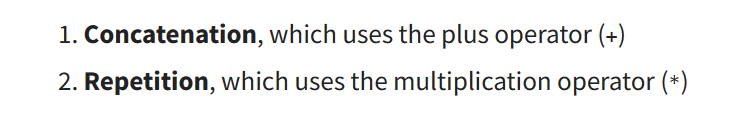 1. Concatenation, which uses the plus operator (+)
2. Repetition, which uses the multiplication operator (*)